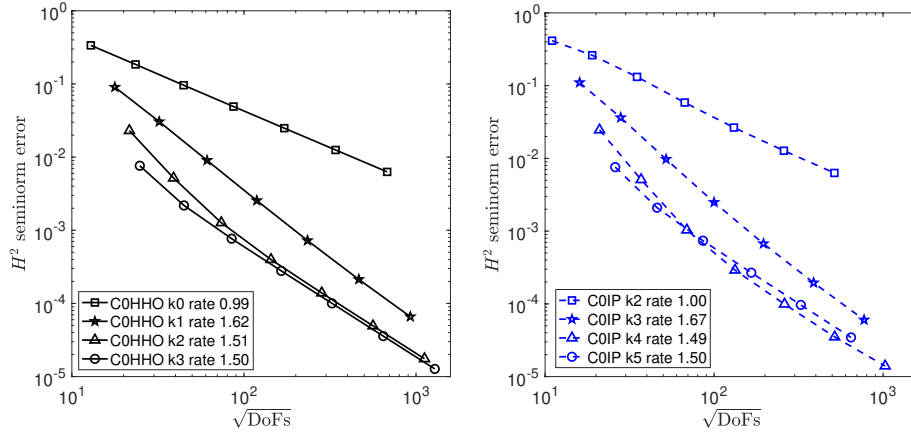 10^0
10^-1
10^-2
10^-3
10^-4
10^-5
H^2 seminorm error
C0HHO k0 rate 0.99
C0HHO k1 rate 1.62
C0HHO k2 rate 1.51
C0HHO k3 rate 1.50
10^1
10^2
10^3
√DoFs
10^0
10^-1
10^-2
10^-3
10^-4
10^-5
H^2 seminorm error
C0IP k2 rate 1.00
C0IP k3 rate 1.67
C0IP k4 rate 1.49
C0IP k5 rate 1.50
10^1
10^2
10^3
√DoFs